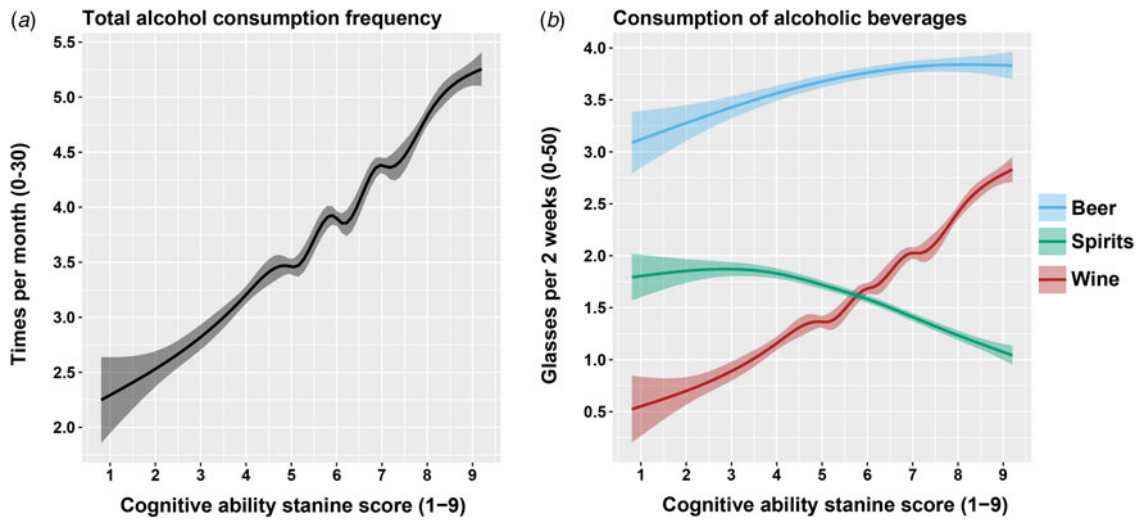 (a)
Total alcohol consumption frequency
Times per month (0-30)
5.5
5.0
4.5
4.0
3.5
3.0
2.5
2.0
1 2 3 4 5 6 7 8 9
Cognitive ability stanine score (1−9)
(b)
Consumption of alcoholic beverages
Glasses per 2 weeks (0-50)
4.0
3.5
3.0
2.5
2.0
1.5
1.0
0.5
1 2 3 4 5 6 7 8 9
Cognitive ability stanine score (1−9)
Beer
Spirits
Wine